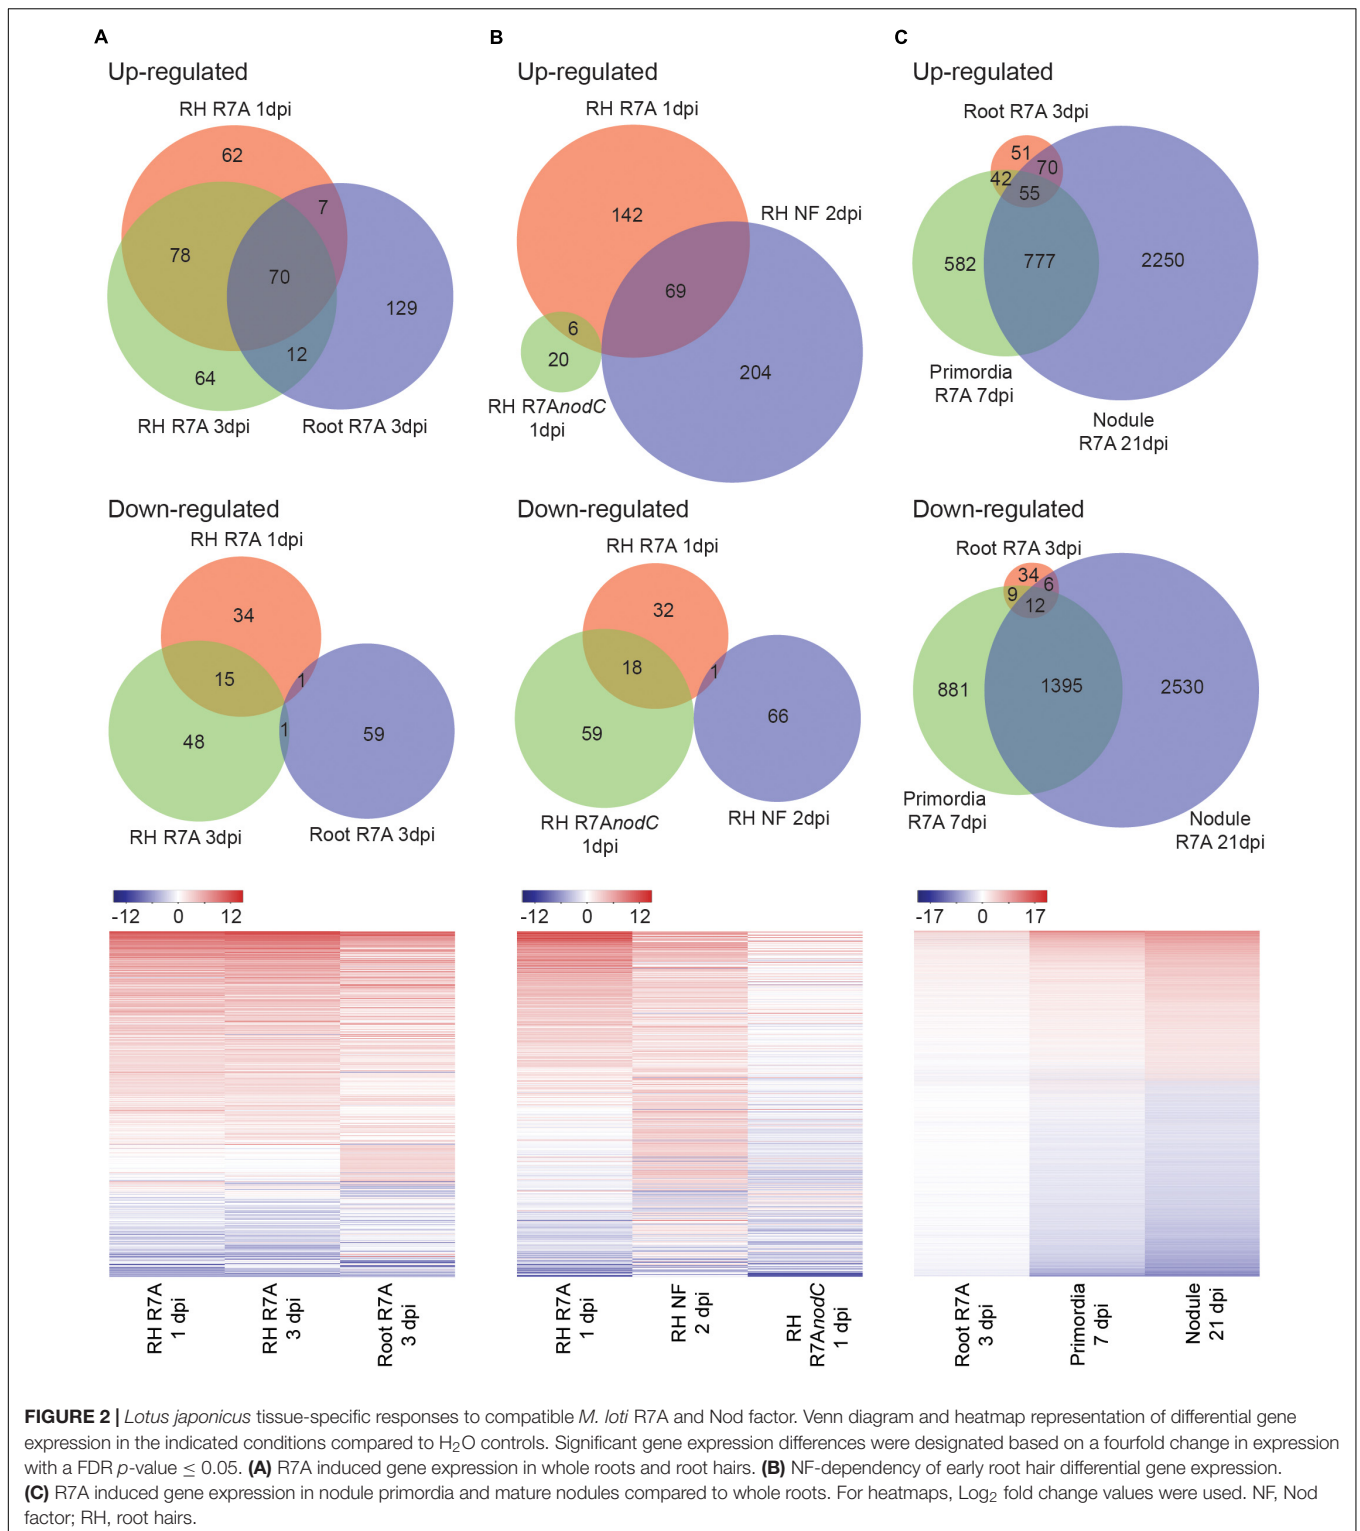 A
Up-regulated
RH R7A 1dpi
62
7
78
70
129
12
64
RH R7A 3dpi
Root R7A 3dpi
Down-regulated
RH R7A 1dpi
34
15
1
1
48
59
RH R7A 3dpi
Root R7A 3dpi
-12 0 12
RH R7A
1 dpi
RH R7A
3 dpi
Root R7A
3 dpi
B
Up-regulated
RH R7A 1dpi
142
RH NF 2dpi
69
6
20
204
RH R7AnodC
1dpi
Down-regulated
RH R7A 1dpi
32
18
1
59
66
RH R7AnodC
1dpi
RH NF 2dpi
-12 0 12
RH R7A
1 dpi
RH NF
2 dpi
RH
R7AnodC
1 dpi
C
Up-regulated
Root R7A 3dpi
51
70
42
55
582
777
2250
Primordia
R7A 7dpi
Nodule
R7A 21dpi
Down-regulated
Root R7A 3dpi
34
6
9
12
881
1395
2530
Primordia
R7A 7dpi
Nodule
R7A 21dpi
-17 0 17
Root R7A
3 dpi
Primordia
7 dpi
Nodule
21 dpi
FIGURE 2 | Lotus japonicus tissue-specific responses to compatible M. loti R7A and Nod factor. Venn diagram and heatmap representation of differential gene
expression in the indicated conditions compared to H2O controls. Significant gene expression differences were designated based on a fourfold change in expression
with a FDR p-value ≤ 0.05. (A) R7A induced gene expression in whole roots and root hairs. (B) NF-dependency of early root hair differential gene expression.
(C) R7A induced gene expression in nodule primordia and mature nodules compared to whole roots. For heatmaps, Log2 fold change values were used. NF, Nod
factor; RH, root hairs.